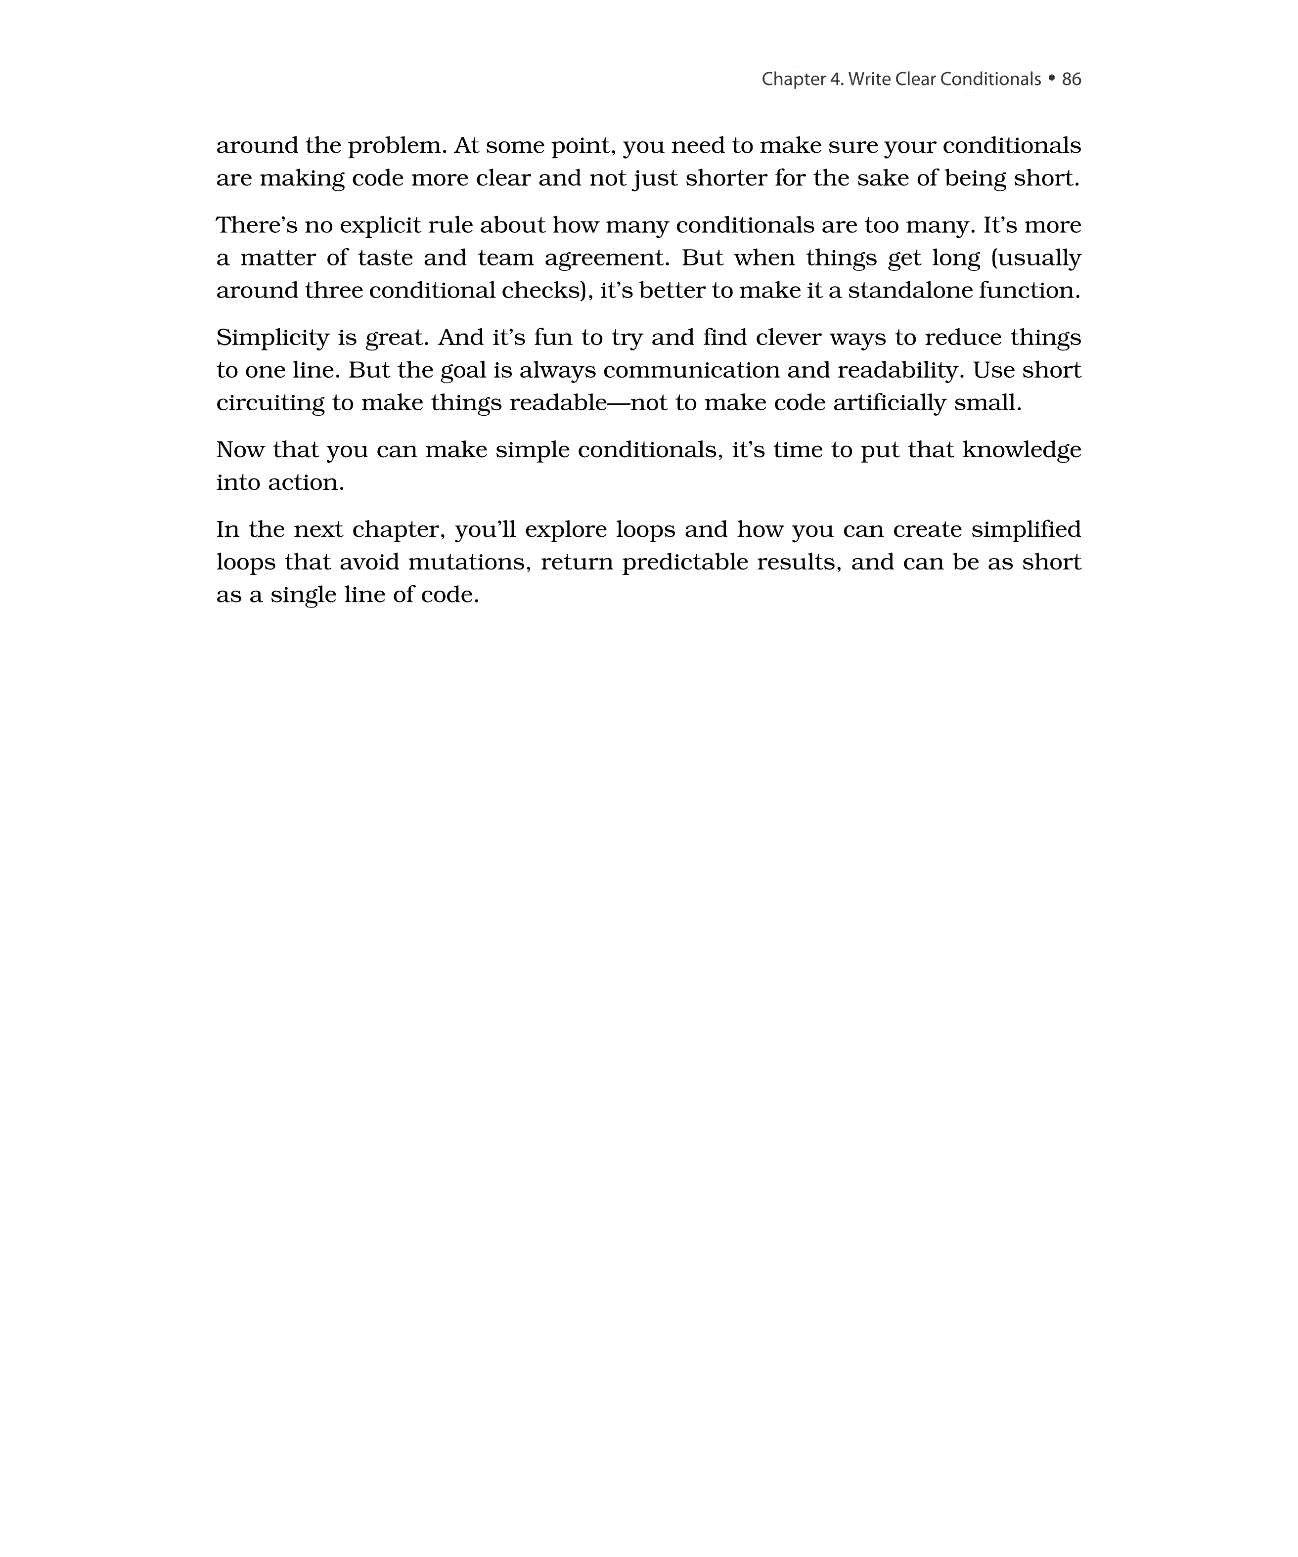 Chapter 4. Write Clear Conditionals • 86
around the problem. At some point, you need to make sure your conditionals
are making code more clear and not just shorter for the sake of being short.
There’s no explicit rule about how many conditionals are too many. It’s more
a matter of taste and team agreement. But when things get long (usually
around three conditional checks), it’s better to make it a standalone function.
Simplicity is great. And it’s fun to try and find clever ways to reduce things
to one line. But the goal is always communication and readability. Use short
circuiting to make things readable—not to make code artificially small.
Now that you can make simple conditionals, it’s time to put that knowledge
into action.
In the next chapter, you’ll explore loops and how you can create simplified
loops that avoid mutations, return predictable results, and can be as short
as a single line of code.